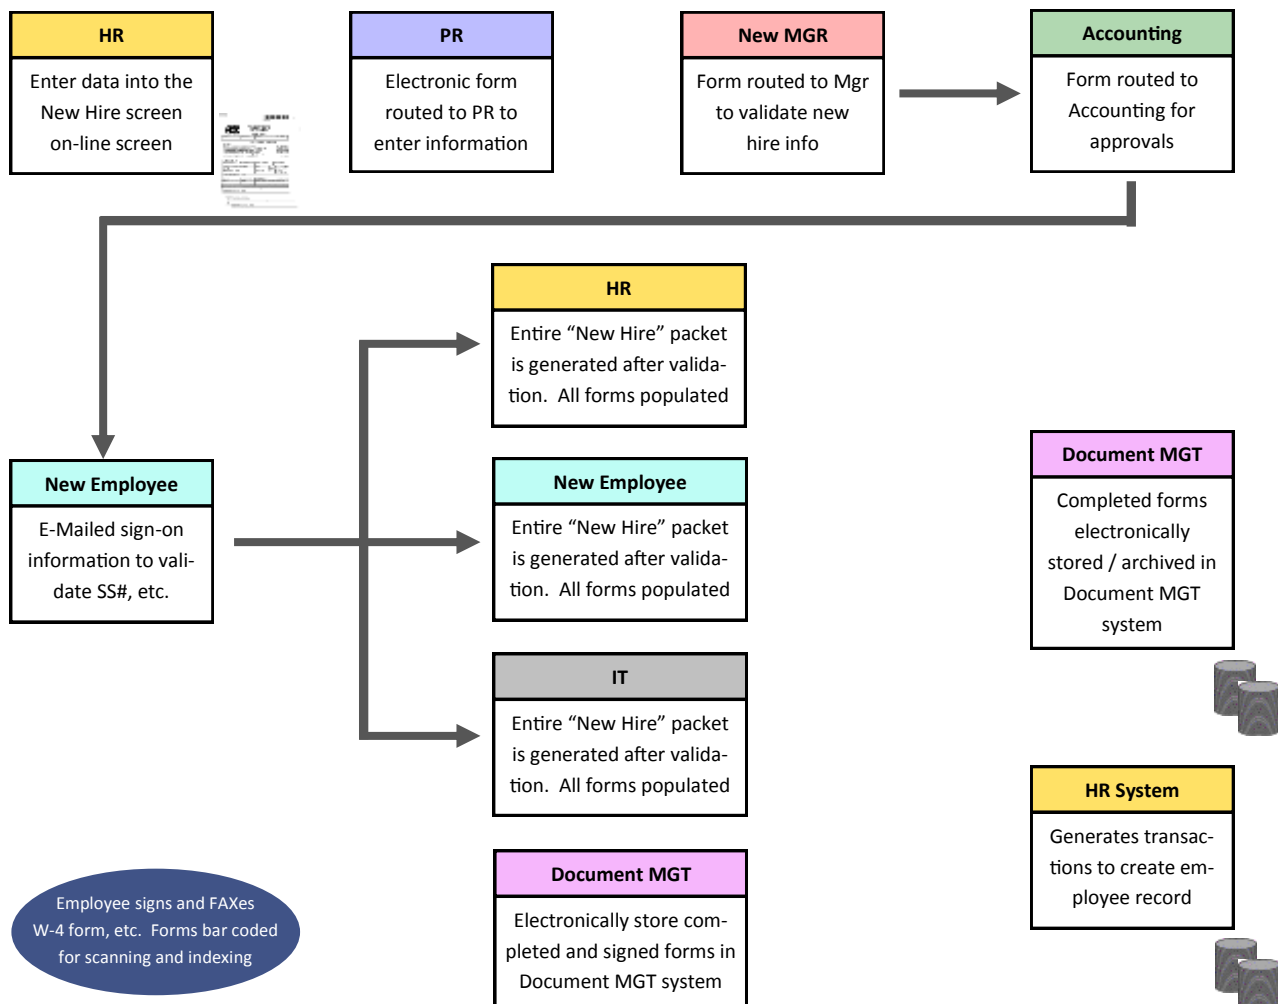 HR
Enter data into the
New Hire screen
on-line screen
PR
Electronic form
routed to PR to
enter information
New MGR
Form routed to Mgr
to validate new
hire info
Accounting
Form routed to
Accounting for
approvals
HR
Entire “New Hire” packet
is generated after valida-
tion.  All forms populated
New Employee
E-Mailed sign-on
information to vali-
date SS#, etc.
New Employee
Entire “New Hire” packet
is generated after valida-
tion.  All forms populated
Document MGT
Completed forms
electronically
stored / archived in
Document MGT
system
IT
Entire “New Hire” packet
is generated after valida-
tion.  All forms populated
HR System
Generates transac-
tions to create em-
ployee record
Employee signs and FAXes
W-4 form, etc.  Forms bar coded
for scanning and indexing
Document MGT
Electronically store com-
pleted and signed forms in
Document MGT system